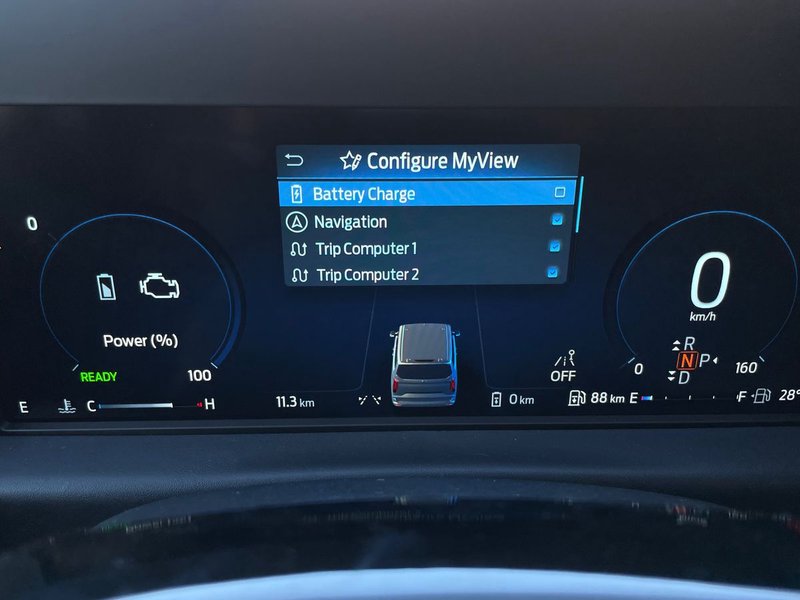 Configure MyView
Battery Charge
Navigation
Trip Computer 1
Trip Computer 2
0
Power (%)
READY
100
0
km/h
R
N P
D
0
160
OFF
E
C
H
11.3 km
0 km
88 km
E
F
28°